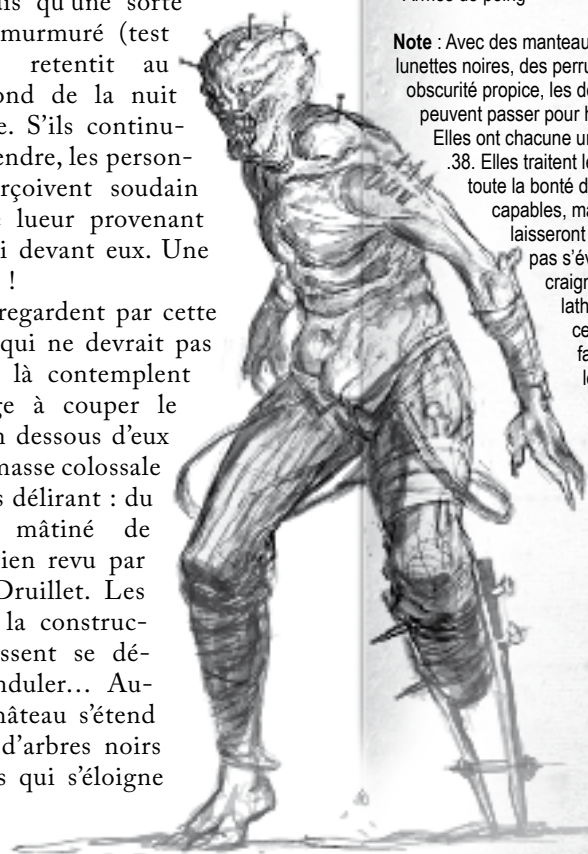 is qu'une sorte
murmuré (test
retentit au
ond de la nuit
e. S'ils continu-
endre, les person-
rçoivent soudain
e lueur provenant
i devant eux. Une
!
regardent par cette
qui ne devrait pas
là contemplent
ge à couper le
n dessous d'eux
masse colossale
s délirant : du
mâtiné de
ien revu par
Druillet. Les
la construc-
ssent se dé-
nduler… Au-
hâteau s'étend
d'arbres noirs
s qui s'éloigne
Armes de poing
Note : Avec des manteau
lunettes noires, des perru
obscurité propice, les de
peuvent passer pour h
Elles ont chacune un
.38. Elles traitent le
toute la bonté d
capables, ma
laisseront
pas s'év
craign
lath
ce
fa